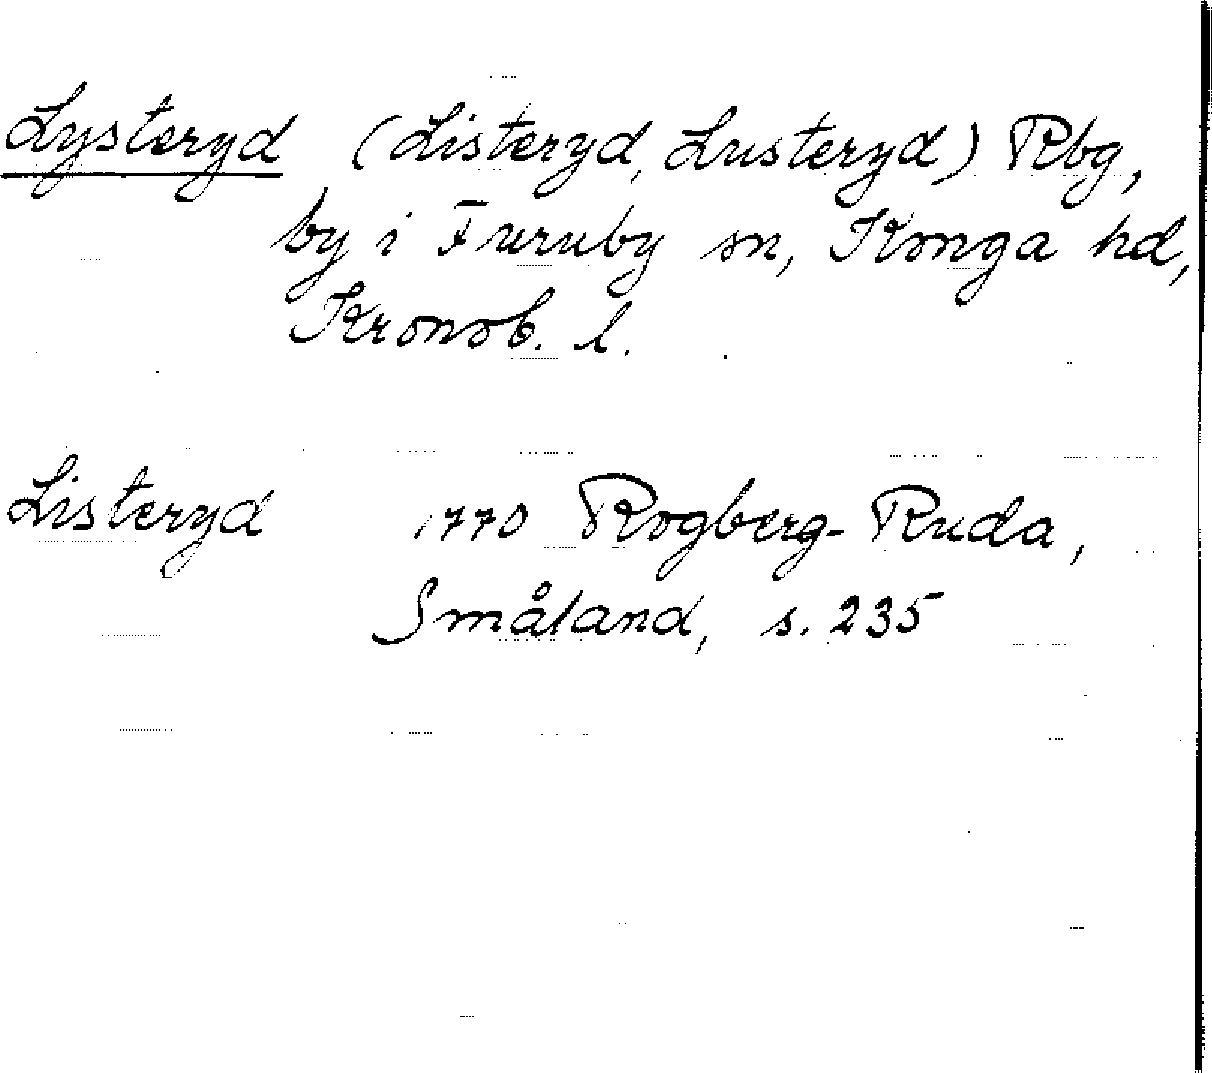 Lysteryd (Listeryd, Lusteryd) Rbg,
by i Furuby sn, Konga hd,
Kronob. l.
Listeryd 1770 Rogberg-Ruda,
Småland, s. 235